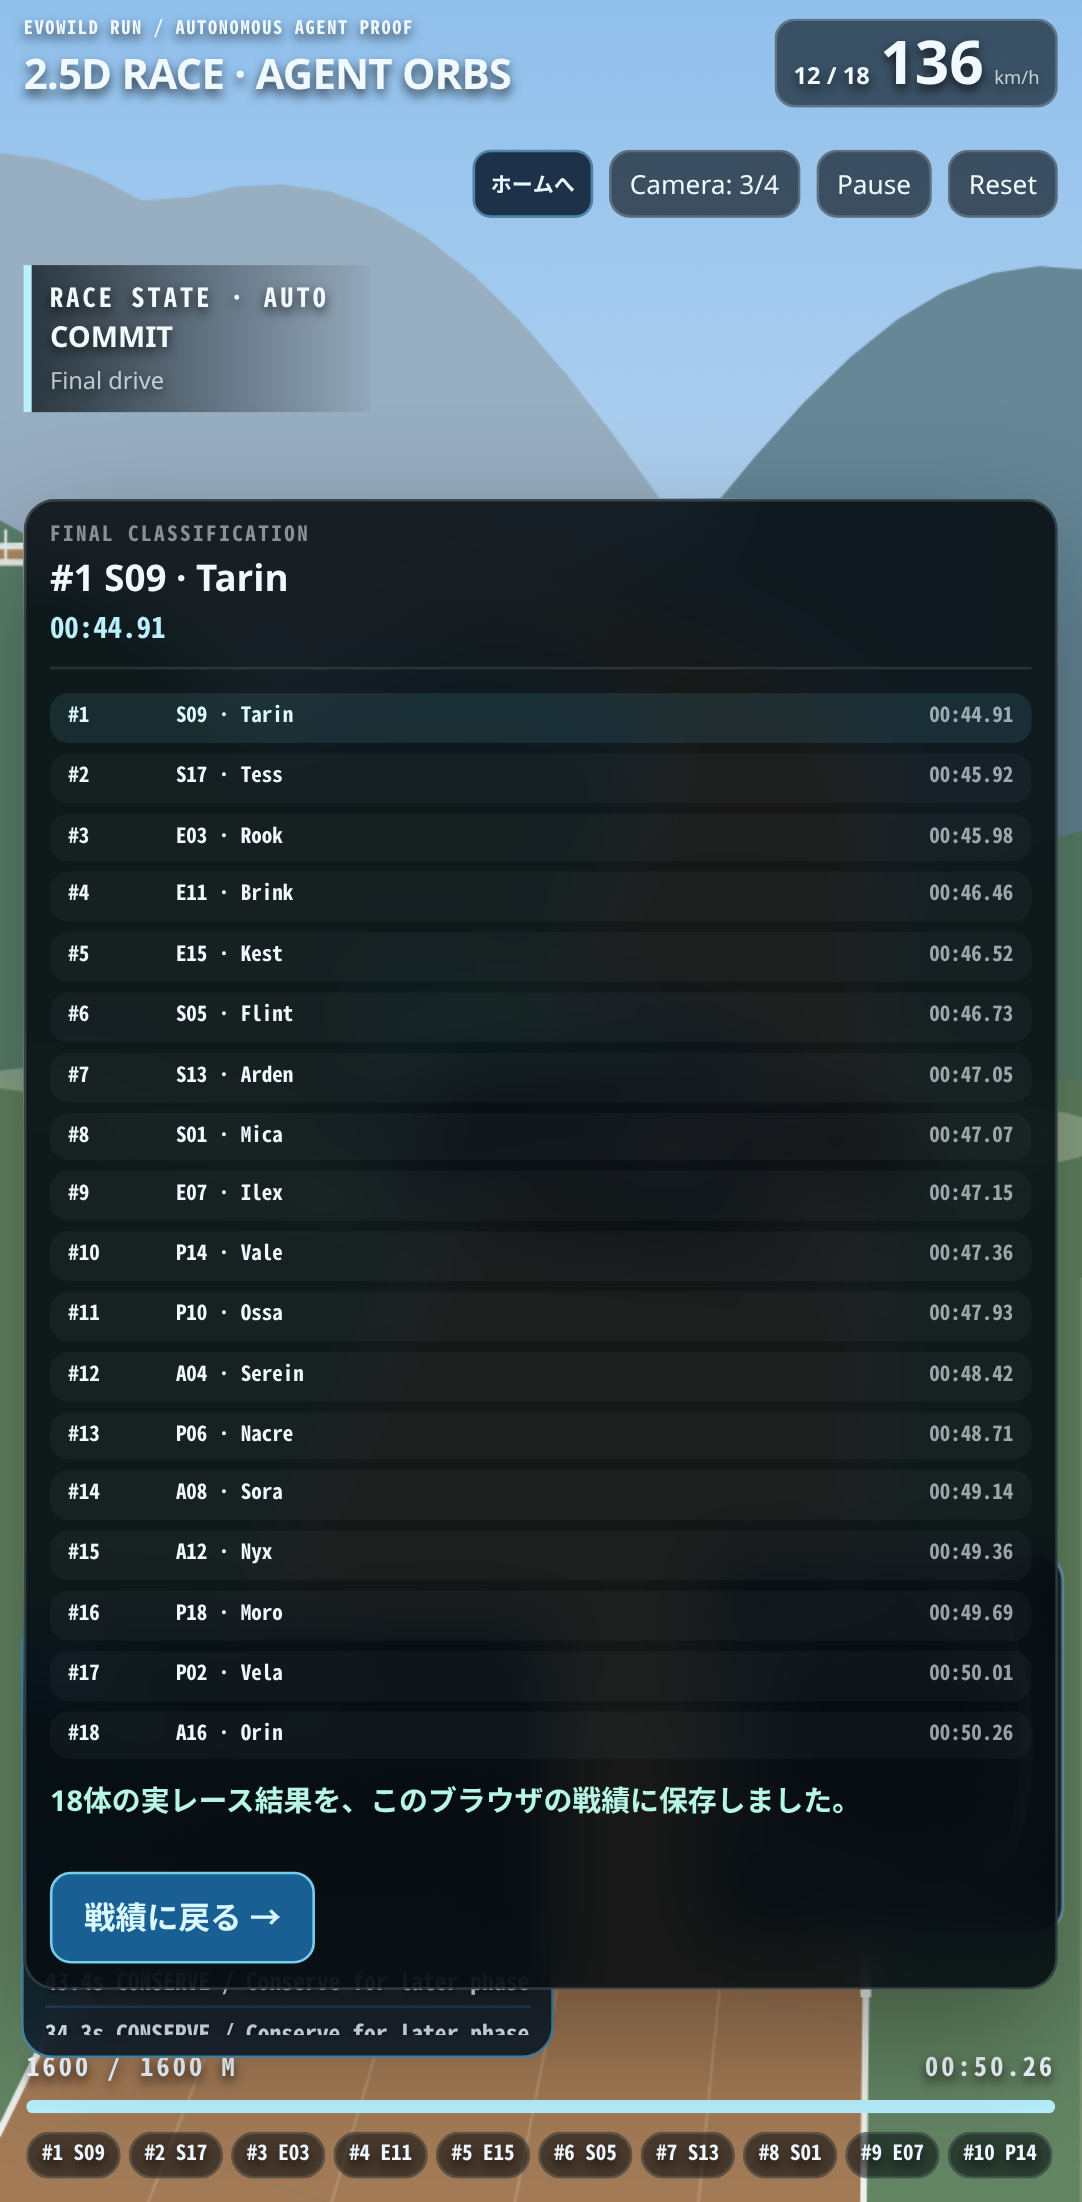 EVOWILD RUN / AUTONOMOUS AGENT PROOF
2.5D RACE · AGENT ORBS
12 / 18 136 km/h
ホームへ Camera: 3/4 Pause Reset
RACE STATE · AUTO
COMMIT
Final drive
FINAL CLASSIFICATION
#1 S09 · Tarin
00:44.91
#1 S09 · Tarin 00:44.91
#2 S17 · Tess 00:45.92
#3 E03 · Rook 00:45.98
#4 E11 · Brink 00:46.46
#5 E15 · Kest 00:46.52
#6 S05 · Flint 00:46.73
#7 S13 · Arden 00:47.05
#8 S01 · Mica 00:47.07
#9 E07 · Ilex 00:47.15
#10 P14 · Vale 00:47.36
#11 P10 · Ossa 00:47.93
#12 A04 · Serein 00:48.42
#13 P06 · Nacre 00:48.71
#14 A08 · Sora 00:49.14
#15 A12 · Nyx 00:49.36
#16 P18 · Moro 00:49.69
#17 P02 · Vela 00:50.01
#18 A16 · Orin 00:50.26
18体の実レース結果を、このブラウザの戦績に保存しました。
戦績に戻る →
43.4s CONSERVE / Conserve for later phase
34.3s CONSERVE / Conserve for later phase
1600 / 1600 M 00:50.26
#1 S09 #2 S17 #3 E03 #4 E11 #5 E15 #6 S05 #7 S13 #8 S01 #9 E07 #10 P14